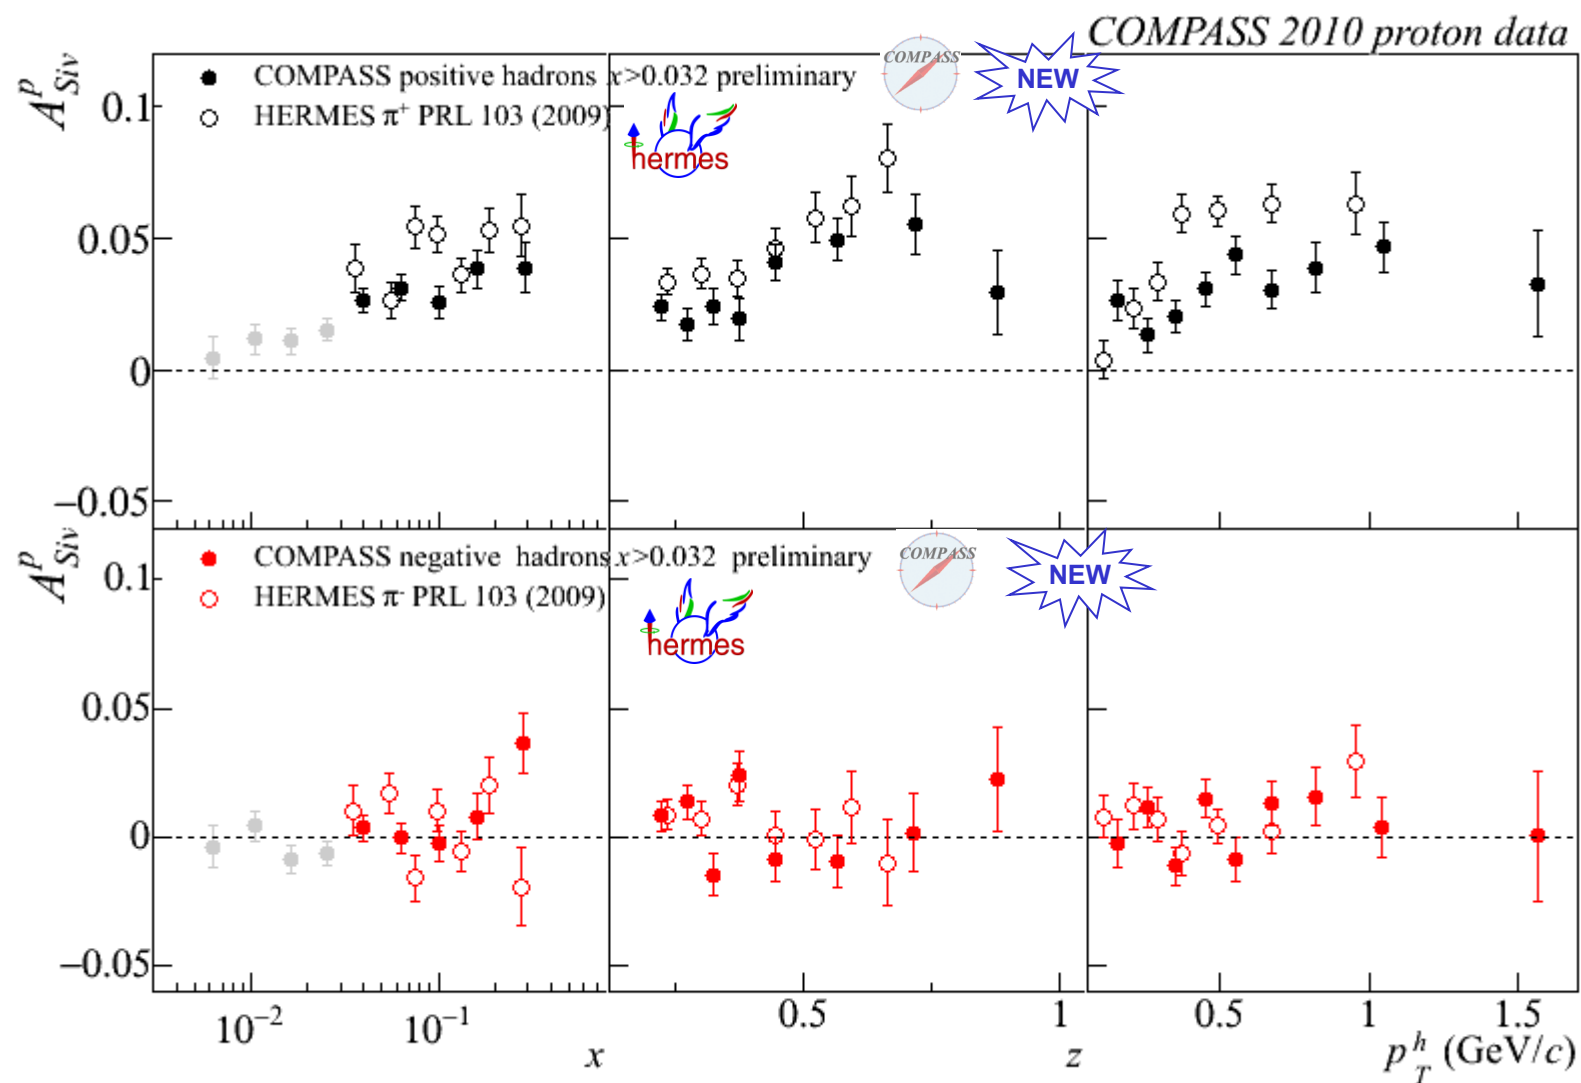 COMPASS 2010 proton data
A^p_Siv
COMPASS positive hadrons x>0.032 preliminary
HERMES π⁺ PRL 103 (2009)
COMPASS
NEW
hermes
0.1
0.05
0
−0.05
A^p_Siv
COMPASS negative hadrons x>0.032 preliminary
HERMES π⁻ PRL 103 (2009)
COMPASS
NEW
hermes
0.1
0.05
0
−0.05
10⁻² 10⁻¹ 0.5 1 0.5 1 1.5
x z p_T^h (GeV/c)